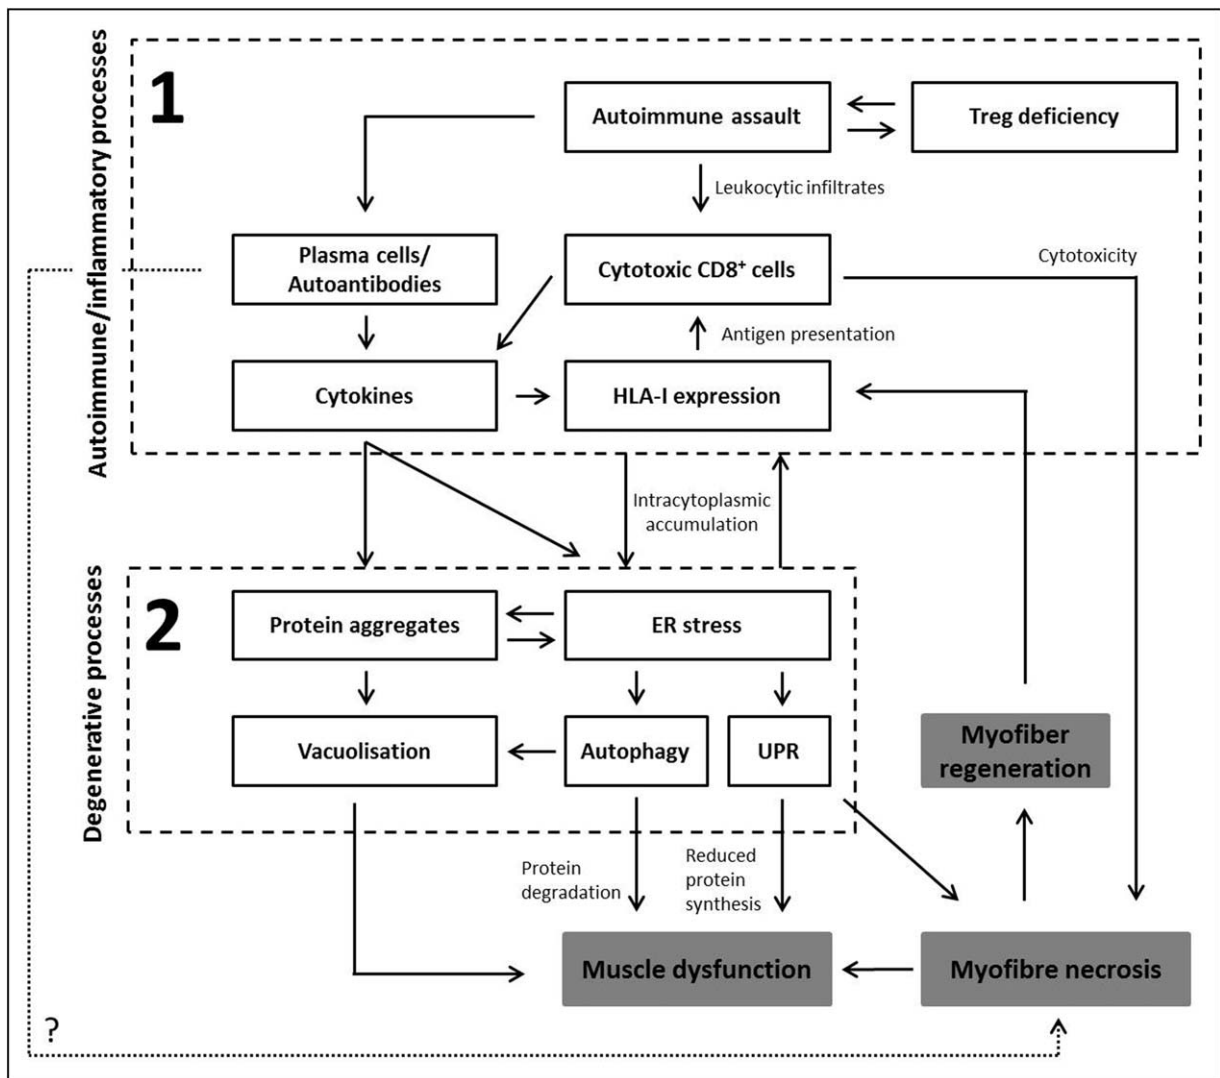 Autoimmune/inflammatory processes
1
Autoimmune assault
Treg deficiency
Leukocytic infiltrates
Plasma cells/
Autoantibodies
Cytotoxic CD8⁺ cells
Cytotoxicity
Antigen presentation
Cytokines
HLA-I expression
Intracytoplasmic
accumulation
Degenerative processes
2
Protein aggregates
ER stress
Vacuolisation
Autophagy
UPR
Myofiber
regeneration
Protein
degradation
Reduced
protein
synthesis
Muscle dysfunction
Myofibre necrosis
?